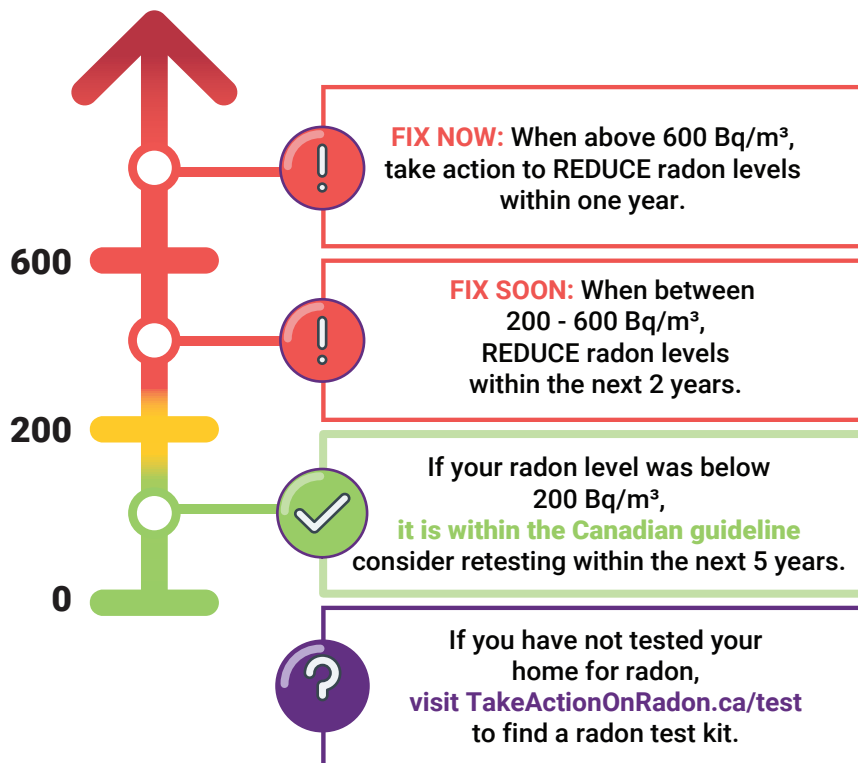 FIX NOW: When above 600 Bq/m³,
take action to REDUCE radon levels
within one year.
600
FIX SOON: When between
200 - 600 Bq/m³,
REDUCE radon levels
within the next 2 years.
200
If your radon level was below
200 Bq/m³,
it is within the Canadian guideline
consider retesting within the next 5 years.
0
If you have not tested your
home for radon,
visit TakeActionOnRadon.ca/test
to find a radon test kit.